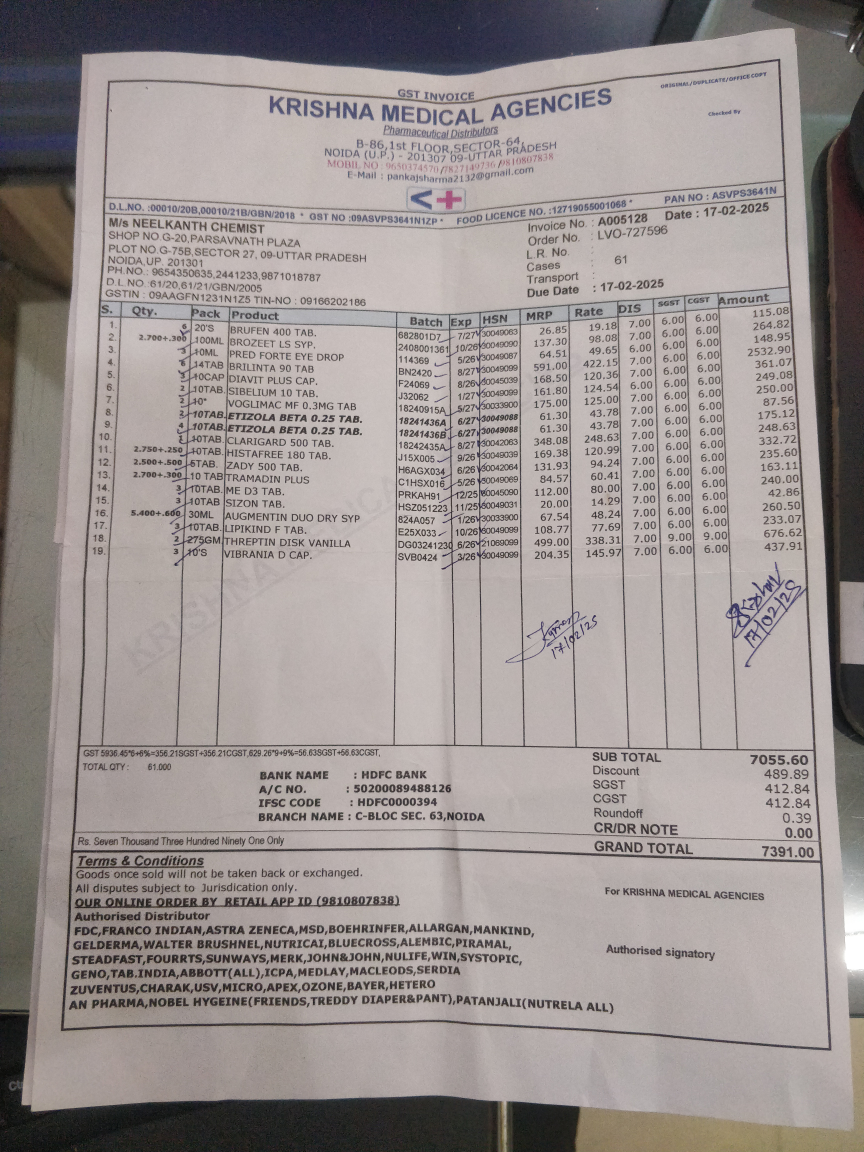 ORIGINAL/DUPLICATE/OFFICE COPY
GST INVOICE
KRISHNA MEDICAL AGENCIES
Checked By
Pharmaceutical Distributors
B-86,1st FLOOR,SECTOR-64,
NOIDA (U.P.) - 201307 09-UTTAR PRADESH
MOBIL NO : 9650374570 /7827149736 /9810807838
E-Mail : pankajsharma2132@gmail.com
D.L.NO. :00010/20B,00010/21B/GBN/2018 * GST NO :09ASVPS3641N1ZP * FOOD LICENCE NO. :12719055001068 * PAN NO : ASVPS3641N
M/s NEELKANTH CHEMIST
SHOP NO.G-20,PARSAVNATH PLAZA
PLOT NO.G-75B,SECTOR 27, 09-UTTAR PRADESH
NOIDA,UP. 201301
PH.NO.: 9654350635,2441233,9871018787
D.L.NO :61/20,61/21/GBN/2005
GSTIN : 09AAGFN1231N1Z5 TIN-NO : 09166202186
Invoice No : A005128 Date : 17-02-2025
Order No. : LVO-727596
L.R. No. :
Cases : 61
Transport :
Due Date : 17-02-2025
S. Qty. Pack Product Batch Exp HSN MRP Rate DIS SGST CGST Amount
1. 6 20'S BRUFEN 400 TAB. 682801D7 7/27 30049063 26.85 19.18 7.00 6.00 6.00 115.08
2. 2.700+.300 100ML BROZEET LS SYP. 2408001361 10/26 30049090 137.30 98.08 7.00 6.00 6.00 264.82
3. 3 10ML PRED FORTE EYE DROP 114369 5/26 30049087 64.51 49.65 7.00 6.00 6.00 148.95
4. 6 14TAB BRILINTA 90 TAB BN2420 8/27 30049099 591.00 422.15 7.00 6.00 6.00 2532.90
5. 3 10CAP DIAVIT PLUS CAP. F24069 8/26 30045039 168.50 120.36 7.00 6.00 6.00 361.07
6. 2 10TAB. SIBELIUM 10 TAB. J32062 1/27 30049099 161.80 124.54 7.00 6.00 6.00 249.08
7. 2 10* VOGLIMAC MF 0.3MG TAB 18240915A 5/27 30033900 175.00 125.00 7.00 6.00 6.00 250.00
8. 2 10TAB. ETIZOLA BETA 0.25 TAB. 18241436A 6/27 30049088 61.30 43.78 7.00 6.00 6.00 87.56
9. 4 10TAB. ETIZOLA BETA 0.25 TAB. 18241436B 6/27 30049088 61.30 43.78 7.00 6.00 6.00 175.12
10. 10TAB CLARIGARD 500 TAB. 18242435A 8/27 30042063 348.08 248.63 7.00 6.00 6.00 248.63
11. 2.750+.250 10TAB HISTAFREE 180 TAB. J15X005 9/26 30049039 169.38 120.99 7.00 6.00 6.00 332.72
12. 2.500+.500 5TAB. ZADY 500 TAB. H6AGX034 6/26 30042064 131.93 94.24 7.00 6.00 6.00 235.60
13. 2.700+.300 10 TAB TRAMADIN PLUS C1HSX016 5/26 30049069 84.57 60.41 7.00 6.00 6.00 163.11
14. 3 10TAB. ME D3 TAB. PRKAH91 12/25 30045090 112.00 80.00 7.00 6.00 6.00 240.00
15. 3 10TAB SIZON TAB. HSZ051223 11/25 30049031 20.00 14.29 7.00 6.00 6.00 42.86
16. 5.400+.600 30ML AUGMENTIN DUO DRY SYP 824A057 1/26 30033900 67.54 48.24 7.00 6.00 6.00 260.50
17. 3 10TAB. LIPIKIND F TAB. E25X033 10/26 30049099 108.77 77.69 7.00 6.00 6.00 233.07
18. 2 275GM THREPTIN DISK VANILLA DG03241230 6/26 21069099 499.00 338.31 7.00 9.00 9.00 676.62
19. 3 10'S VIBRANIA D CAP. SVB0424 3/26 30049099 204.35 145.97 7.00 6.00 6.00 437.91
17/02/25
17/02/25
GST 5936.45*6+6%=356.21SGST+356.21CGST,629.26*9+9%=56.63SGST+56.63CGST,
TOTAL QTY : 61.000
BANK NAME : HDFC BANK
A/C NO. : 50200089488126
IFSC CODE : HDFC0000394
BRANCH NAME : C-BLOC SEC. 63,NOIDA
SUB TOTAL 7055.60
Discount 489.89
SGST 412.84
CGST 412.84
Roundoff 0.39
CR/DR NOTE 0.00
Rs. Seven Thousand Three Hundred Ninety One Only
GRAND TOTAL 7391.00
Terms & Conditions
Goods once sold will not be taken back or exchanged.
All disputes subject to Jurisdication only.
OUR ONLINE ORDER BY RETAIL APP ID (9810807838)
Authorised Distributor
FDC,FRANCO INDIAN,ASTRA ZENECA,MSD,BOEHRINFER,ALLARGAN,MANKIND,
GELDERMA,WALTER BRUSHNEL,NUTRICAI,BLUECROSS,ALEMBIC,PIRAMAL,
STEADFAST,FOURRTS,SUNWAYS,MERK,JOHN&JOHN,NULIFE,WIN,SYSTOPIC,
GENO,TAB.INDIA,ABBOTT(ALL),ICPA,MEDLAY,MACLEODS,SERDIA
ZUVENTUS,CHARAK,USV,MICRO,APEX,OZONE,BAYER,HETERO
AN PHARMA,NOBEL HYGEINE(FRIENDS,TREDDY DIAPER&PANT),PATANJALI(NUTRELA ALL)
For KRISHNA MEDICAL AGENCIES
Authorised signatory